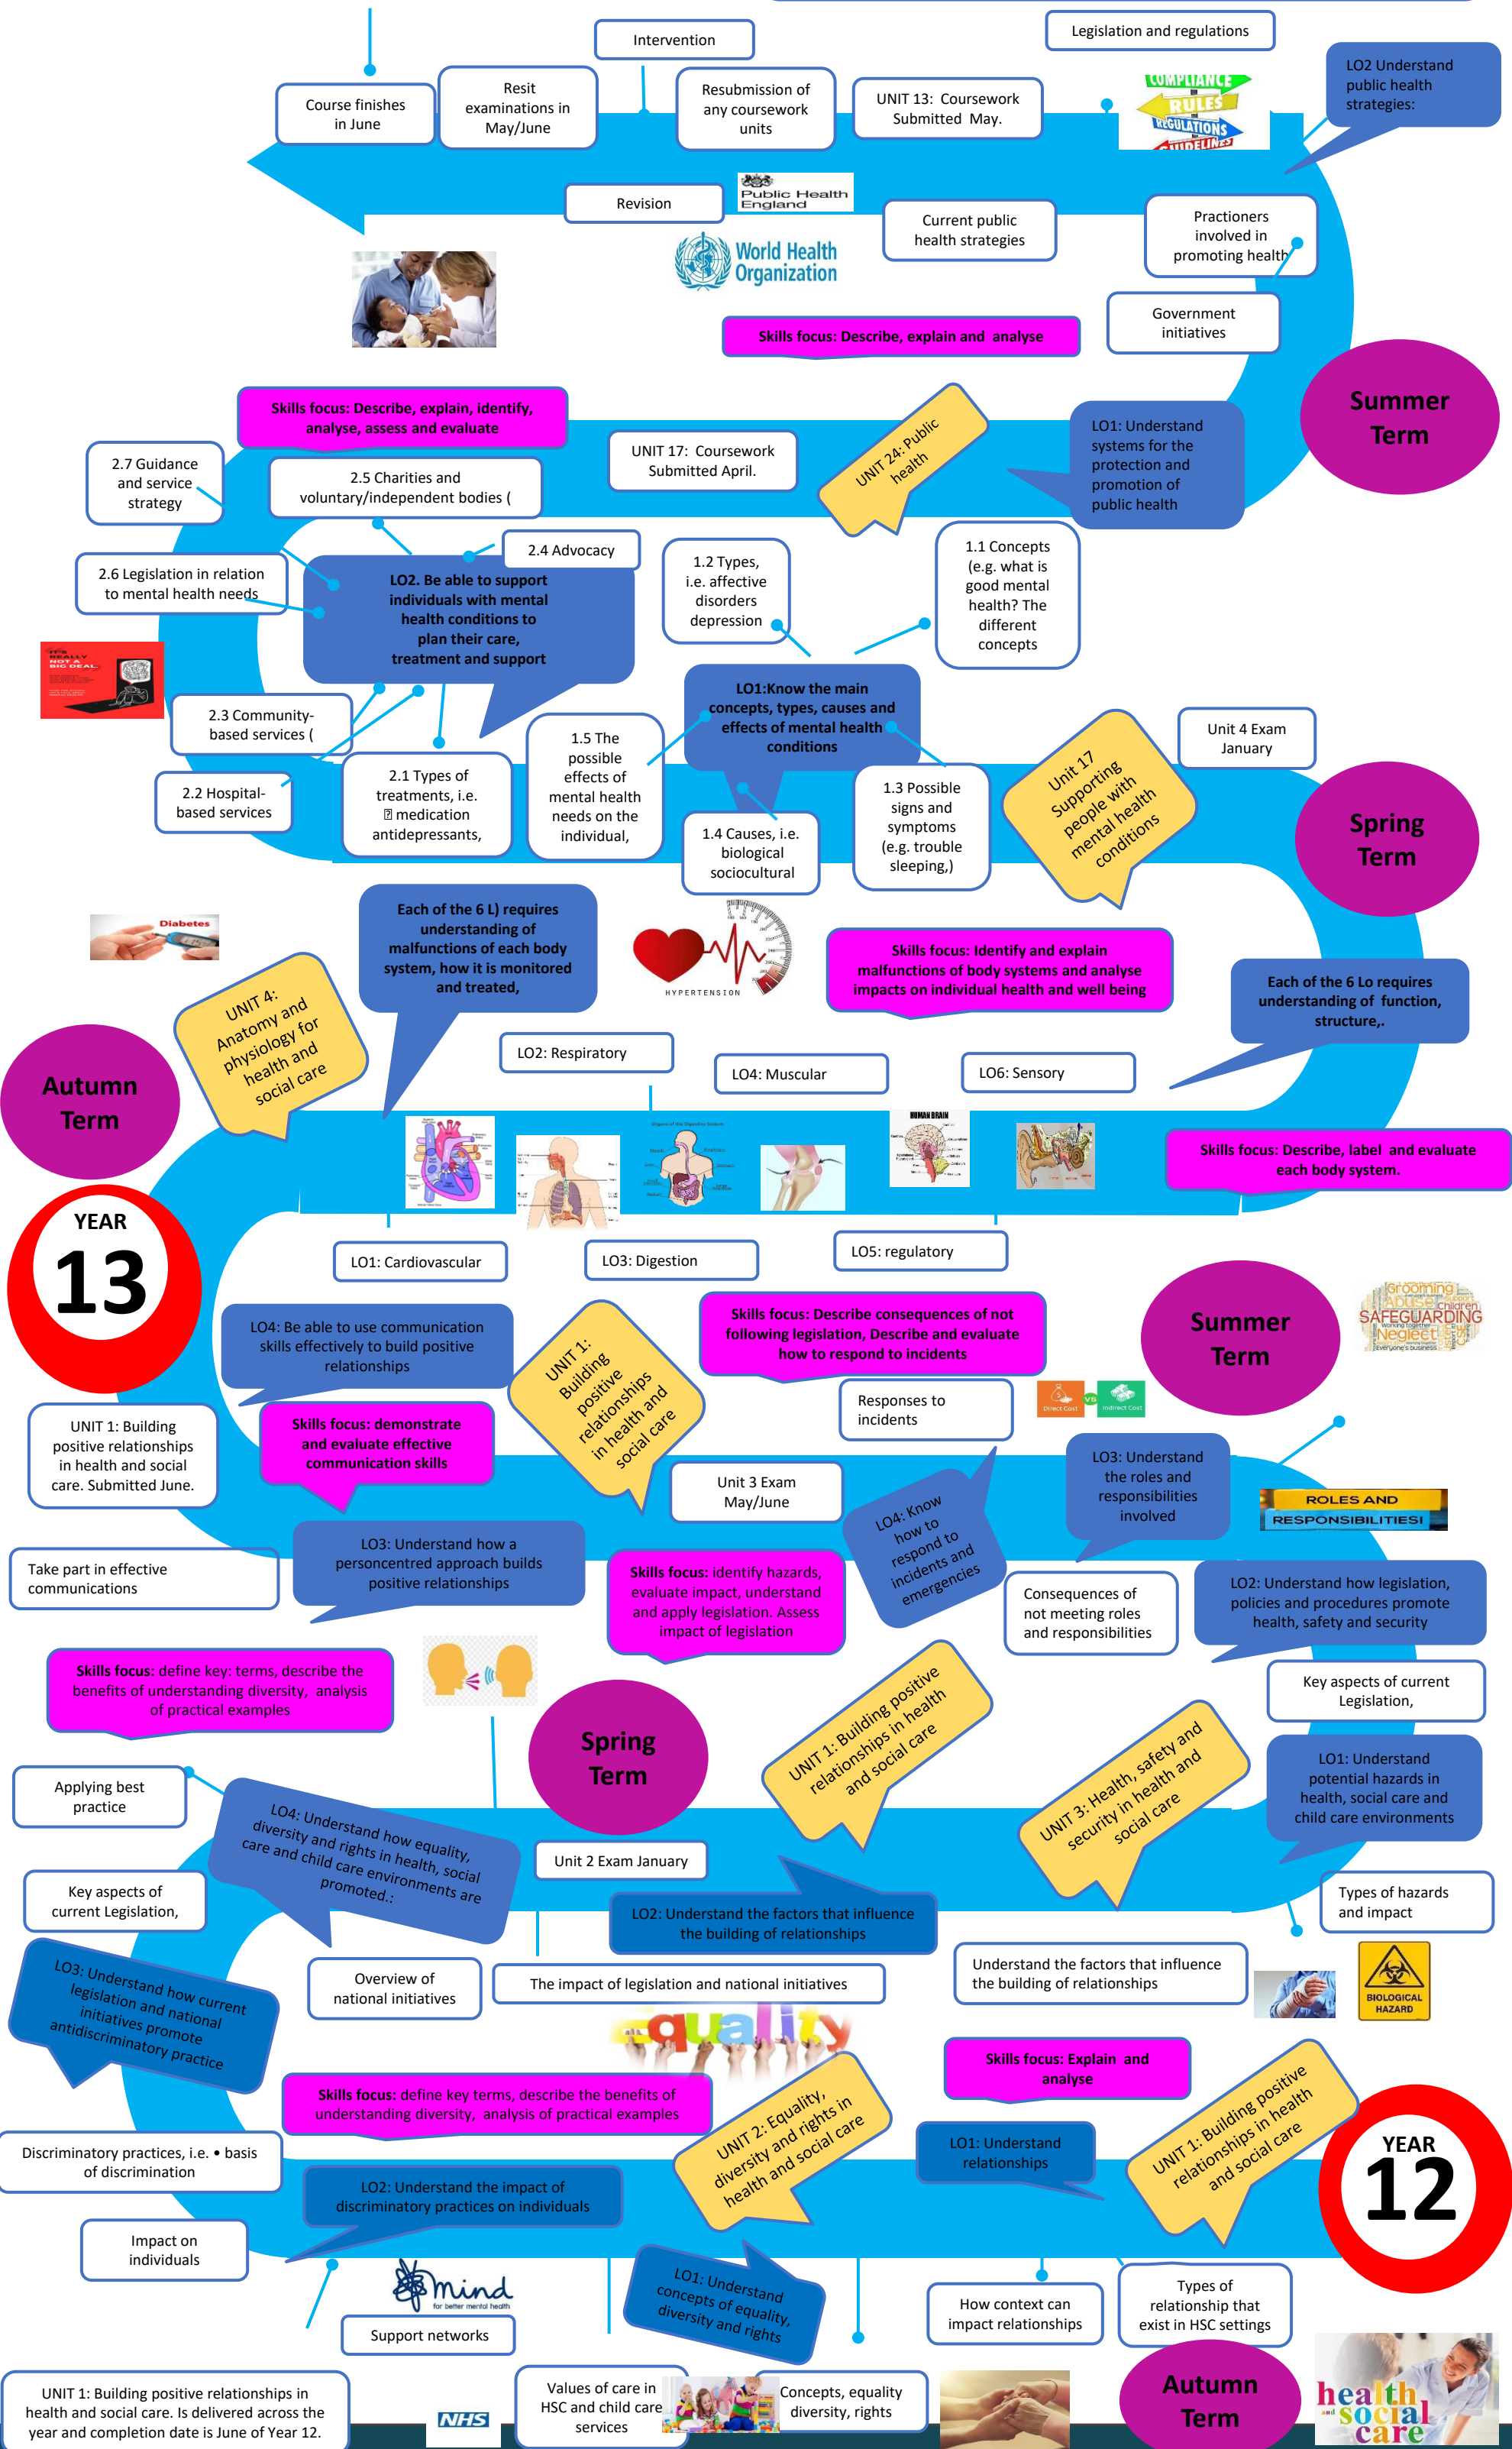 Intervention
Legislation and regulations
LO2 Understand
public health
strategies:
Course finishes
in June
Resit
examinations in
May/June
Resubmission of
any coursework
units
UNIT 13:  Coursework
Submitted  May.
COMPLIANCE
RULES
REGULATIONS
GUIDELINES
Revision
Public Health
England
Current public
health strategies
Practioners
involved in
promoting health
World Health
Organization
Government
initiatives
Skills focus: Describe, explain and  analyse
Summer
Term
Skills focus: Describe, explain, identify,
analyse, assess and evaluate
UNIT 17:  Coursework
Submitted April.
UNIT 24: Public
health
LO1: Understand
systems for the
protection and
promotion of
public health
2.7 Guidance
and service
strategy
2.5 Charities and
voluntary/independent bodies (
2.4 Advocacy
2.6 Legislation in relation
to mental health needs
LO2. Be able to support
individuals with mental
health conditions to
plan their care,
treatment and support
1.2 Types,
i.e. affective
disorders
depression
1.1 Concepts
(e.g. what is
good mental
health? The
different
concepts
IT'S
REALLY
NOT A
BIG DEAL
2.3 Community-
based services (
LO1:Know the main
concepts, types, causes and
effects of mental health
conditions
2.2 Hospital-
based services
2.1 Types of
treatments, i.e.
medication
antidepressants,
1.5 The
possible
effects of
mental health
needs on the
individual,
1.4 Causes, i.e.
biological
sociocultural
1.3 Possible
signs and
symptoms
(e.g. trouble
sleeping,)
Unit 17
Supporting
people with
mental health
conditions
Unit 4 Exam
January
Spring
Term
Diabetes
Each of the 6 L) requires
understanding of
malfunctions of each body
system, how it is monitored
and treated,
HYPERTENSION
Skills focus: Identify and explain
malfunctions of body systems and analyse
impacts on individual health and well being
Each of the 6 Lo requires
understanding of  function,
structure,.
UNIT 4:
Anatomy and
physiology for
health and
social care
Autumn
Term
LO2: Respiratory
LO4: Muscular
LO6: Sensory
HUMAN BRAIN
Skills focus: Describe, label  and evaluate
each body system.
YEAR
13
LO1: Cardiovascular
LO3: Digestion
LO5: regulatory
LO4: Be able to use communication
skills effectively to build positive
relationships
UNIT 1:
Building
positive
relationships
in health and
social care
Skills focus: Describe consequences of not
following legislation, Describe and evaluate
how to respond to incidents
Summer
Term
Grooming
Abuse
Children
SAFEGUARDING
Working together
Neglect
Everyone's business
UNIT 1: Building
positive relationships
in health and social
care. Submitted June.
Skills focus: demonstrate
and evaluate effective
communication skills
Responses to
incidents
Direct Cost
VS
Indirect Cost
Unit 3 Exam
May/June
LO4: Know
how to
respond to
incidents and
emergencies
LO3: Understand
the roles and
responsibilities
involved
ROLES AND
RESPONSIBILITIES!
Take part in effective
communications
LO3: Understand how a
personcentred approach builds
positive relationships
Skills focus: identify hazards,
evaluate impact, understand
and apply legislation. Assess
impact of legislation
Consequences of
not meeting roles
and responsibilities
LO2: Understand how legislation,
policies and procedures promote
health, safety and security
Skills focus: define key: terms, describe the
benefits of understanding diversity,  analysis
of practical examples
Spring
Term
UNIT 1: Building positive
relationships in health
and social care
Key aspects of current
Legislation,
UNIT 3: Health, safety and
security in health and
social care
LO1: Understand
potential hazards in
health, social care and
child care environments
Applying best
practice
LO4: Understand how equality,
diversity and rights in health, social
care and child care environments are
promoted.:
Unit 2 Exam January
Key aspects of
current Legislation,
LO2: Understand the factors that influence
the building of relationships
Types of hazards
and impact
LO3: Understand how current
legislation and national
initiatives promote
antidiscriminatory practice
Overview of
national initiatives
The impact of legislation and national initiatives
Understand the factors that influence
the building of relationships
BIOLOGICAL
HAZARD
equality
Skills focus: Explain  and
analyse
Skills focus: define key terms, describe the benefits of
understanding diversity,  analysis of practical examples
UNIT 2: Equality,
diversity and rights in
health and social care
LO1: Understand
relationships
UNIT 1: Building positive
relationships in health
and social care
YEAR
12
Discriminatory practices, i.e. • basis
of discrimination
LO2: Understand the impact of
discriminatory practices on individuals
Impact on
individuals
mind
for better mental health
LO1: Understand
concepts of equality,
diversity and rights
Support networks
How context can
impact relationships
Types of
relationship that
exist in HSC settings
UNIT 1: Building positive relationships in
health and social care. Is delivered across the
year and completion date is June of Year 12.
NHS
Values of care in
HSC and child care
services
Concepts, equality
diversity, rights
Autumn
Term
health
and social
care